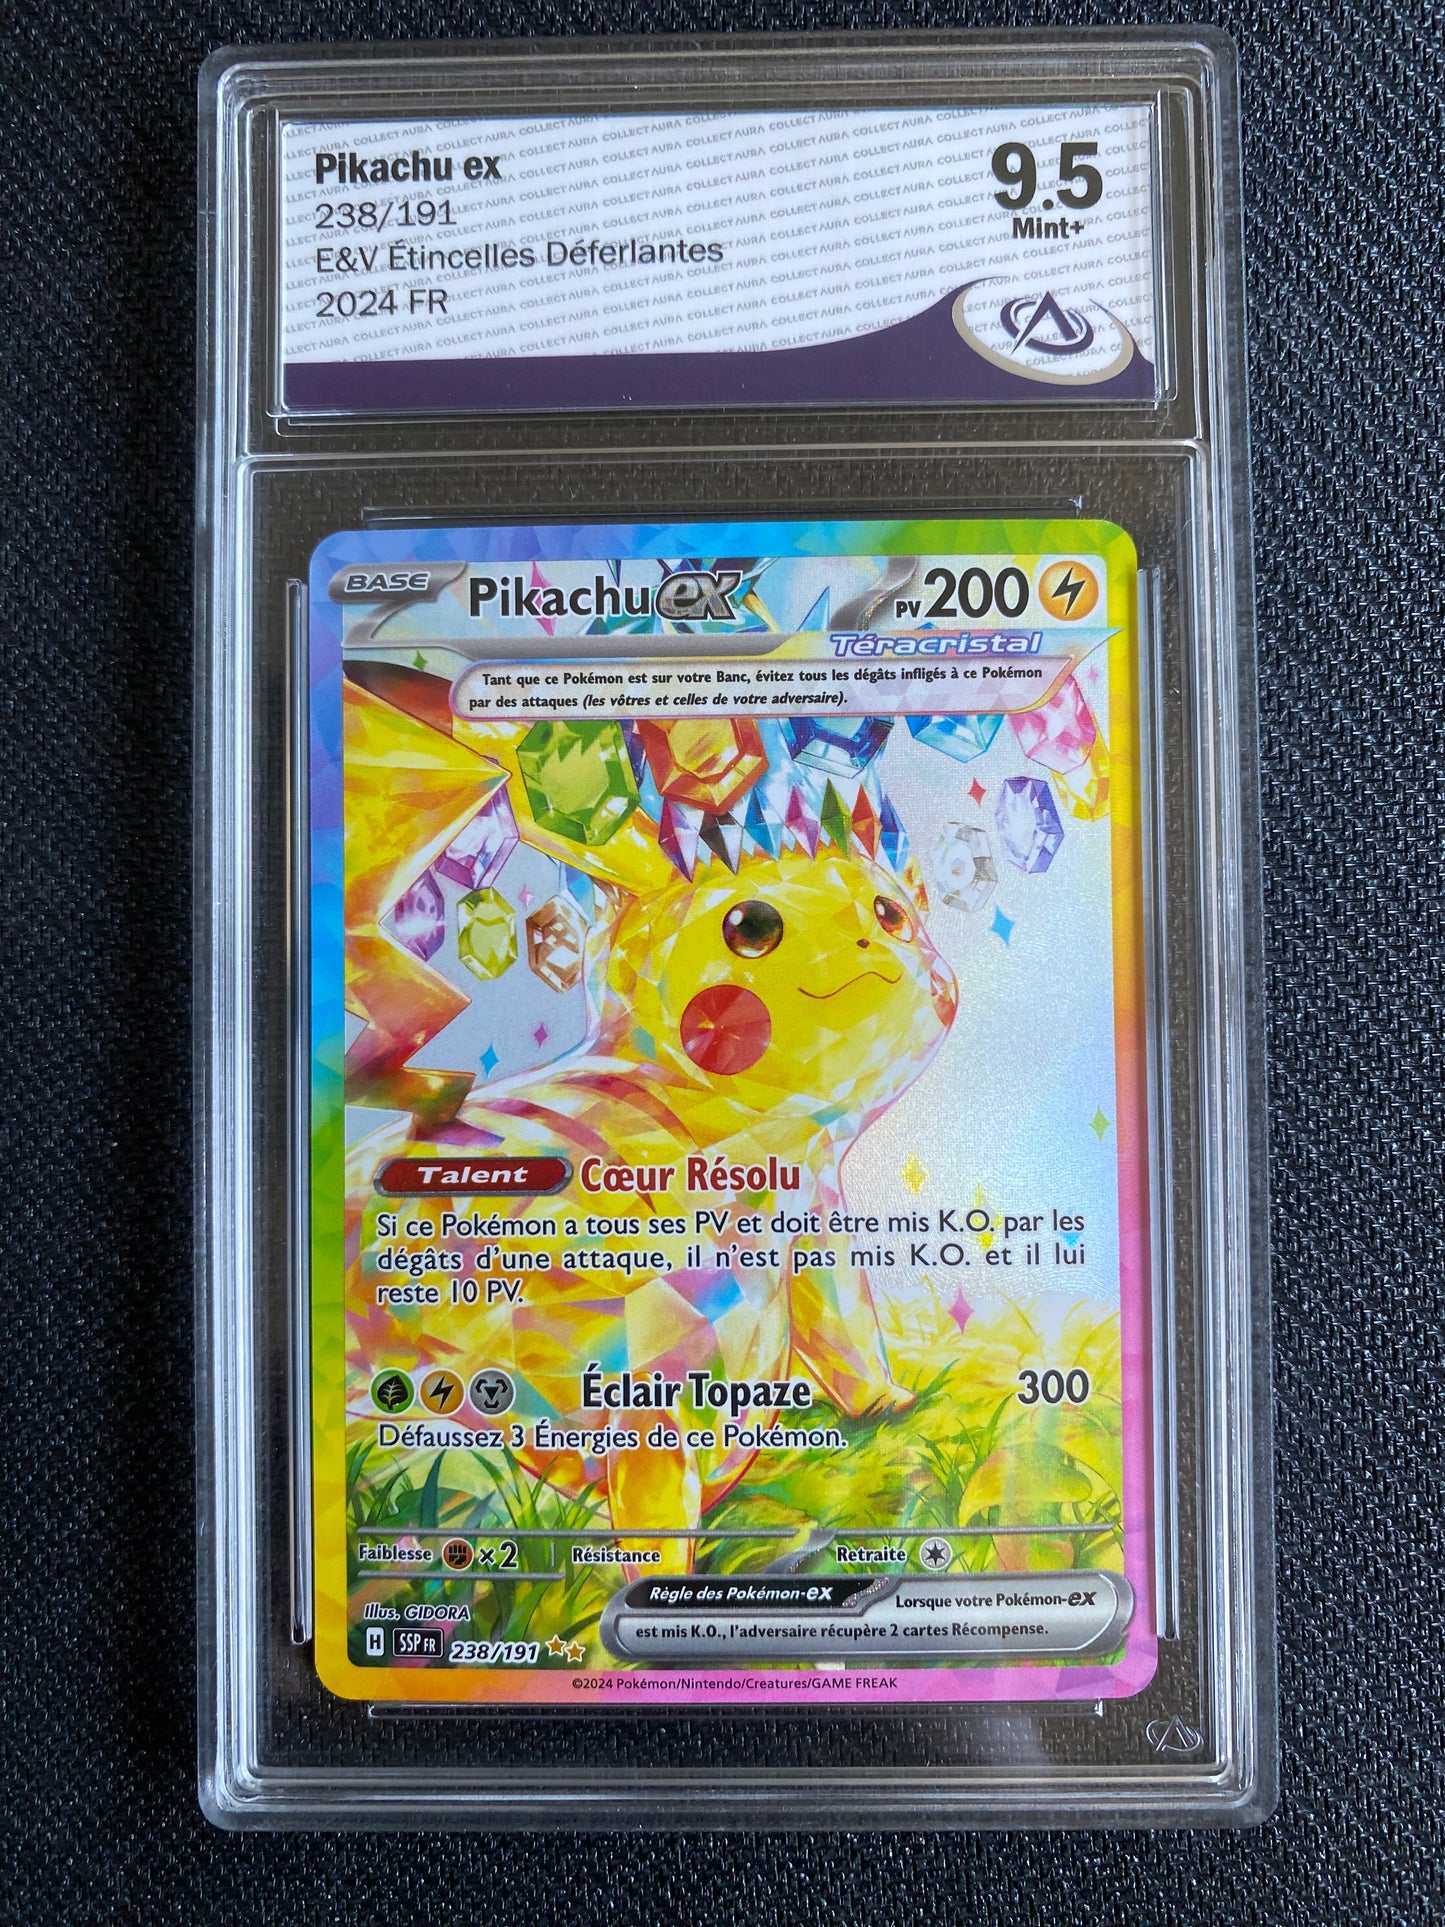 Pikachu ex
238/191
E&V Étincelles Déferlantes
2024 FR
9.5
Mint+
COLLECT AURA
BASE Pikachu ex PV 200
Téracristal
Tant que ce Pokémon est sur votre Banc, évitez tous les dégâts infligés à ce Pokémon
par des attaques (les vôtres et celles de votre adversaire).
Talent Cœur Résolu
Si ce Pokémon a tous ses PV et doit être mis K.O. par les
dégâts d'une attaque, il n'est pas mis K.O. et il lui
reste 10 PV.
Éclair Topaze 300
Défaussez 3 Énergies de ce Pokémon.
Faiblesse ×2 Résistance Retraite
Règle des Pokémon-ex Lorsque votre Pokémon-ex
est mis K.O., l'adversaire récupère 2 cartes Récompense.
Illus. GIDORA
H SSP FR 238/191
©2024 Pokémon/Nintendo/Creatures/GAME FREAK